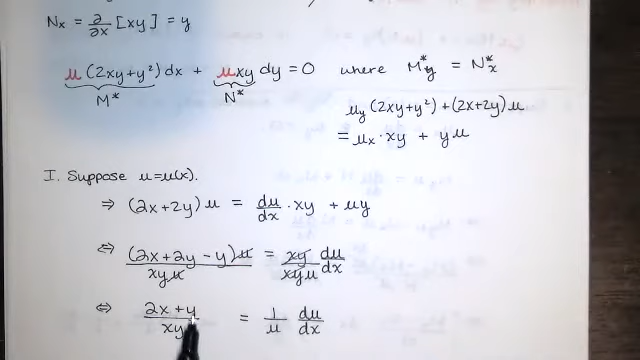 Nx = ∂/∂x [xy] = y
μ(2xy+y²)dx + μxy dy = 0 where M*y = N*x
M* N*
μy(2xy+y²)+(2x+2y)μ
= μx·xy + yμ
I. Suppose μ=μ(x).
⇒ (2x+2y)μ = dμ/dx · xy + μy
⇔ (2x+2y-y)μ/xyμ = xy/xyμ dμ/dx
⇔ 2x+y/xy = 1/μ dμ/dx